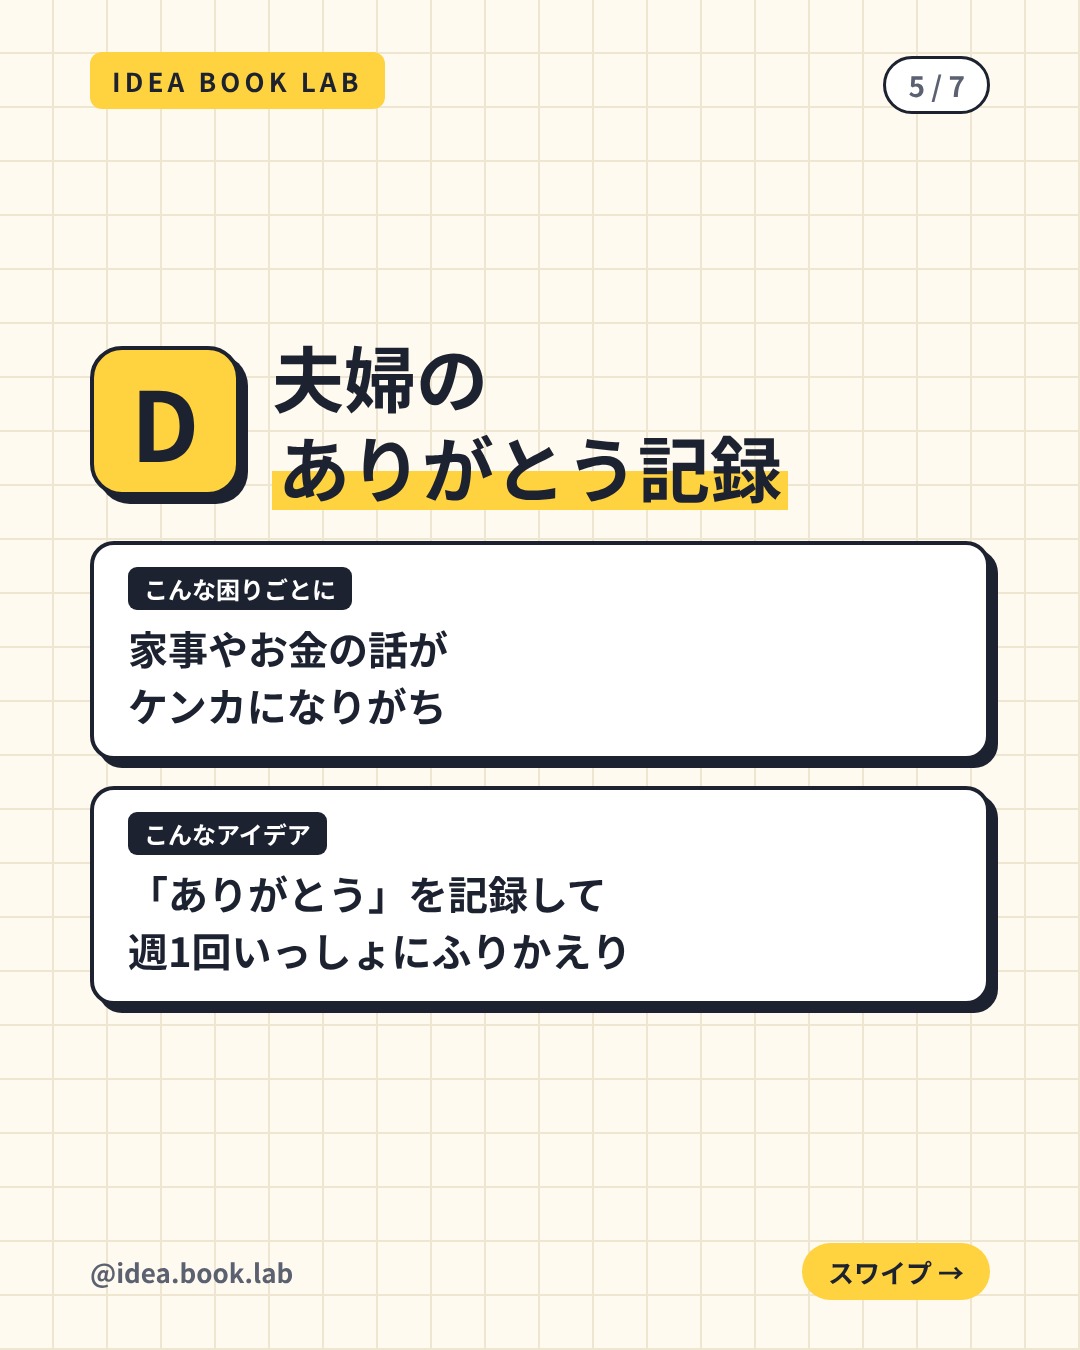 IDEA BOOK LAB
5 / 7
D
夫婦の
ありがとう記録
こんな困りごとに
家事やお金の話が
ケンカになりがち
こんなアイデア
「ありがとう」を記録して
週1回いっしょにふりかえり
@idea.book.lab
スワイプ →